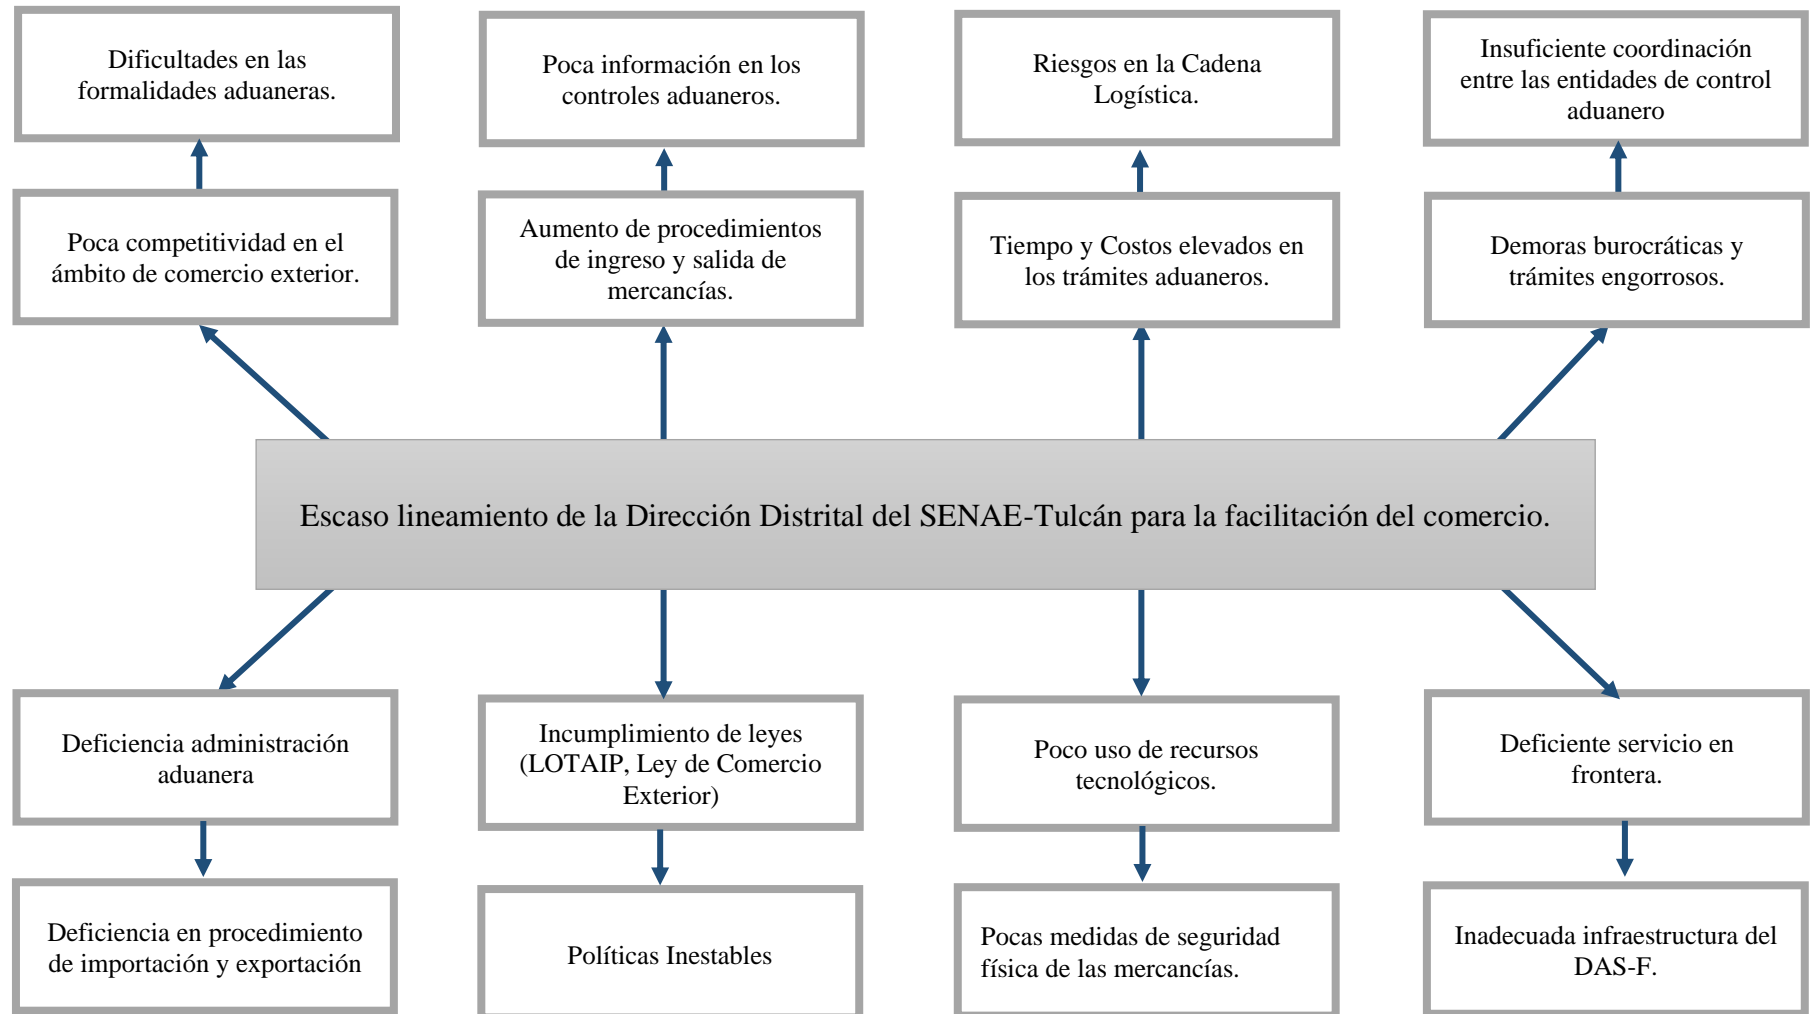 Dificultades en las
formalidades aduaneras.
Poca información en los
controles aduaneros.
Riesgos en la Cadena
Logística.
Insuficiente coordinación
entre las entidades de control
aduanero
Poca competitividad en el
ámbito de comercio exterior.
Aumento de procedimientos
de ingreso y salida de
mercancías.
Tiempo y Costos elevados en
los trámites aduaneros.
Demoras burocráticas y
trámites engorrosos.
Escaso lineamiento de la Dirección Distrital del SENAE-Tulcán para la facilitación del comercio.
Deficiencia administración
aduanera
Incumplimiento de leyes
(LOTAIP, Ley de Comercio
Exterior)
Poco uso de recursos
tecnológicos.
Deficiente servicio en
frontera.
Deficiencia en procedimiento
de importación y exportación
Políticas Inestables
Pocas medidas de seguridad
física de las mercancías.
Inadecuada infraestructura del
DAS-F.